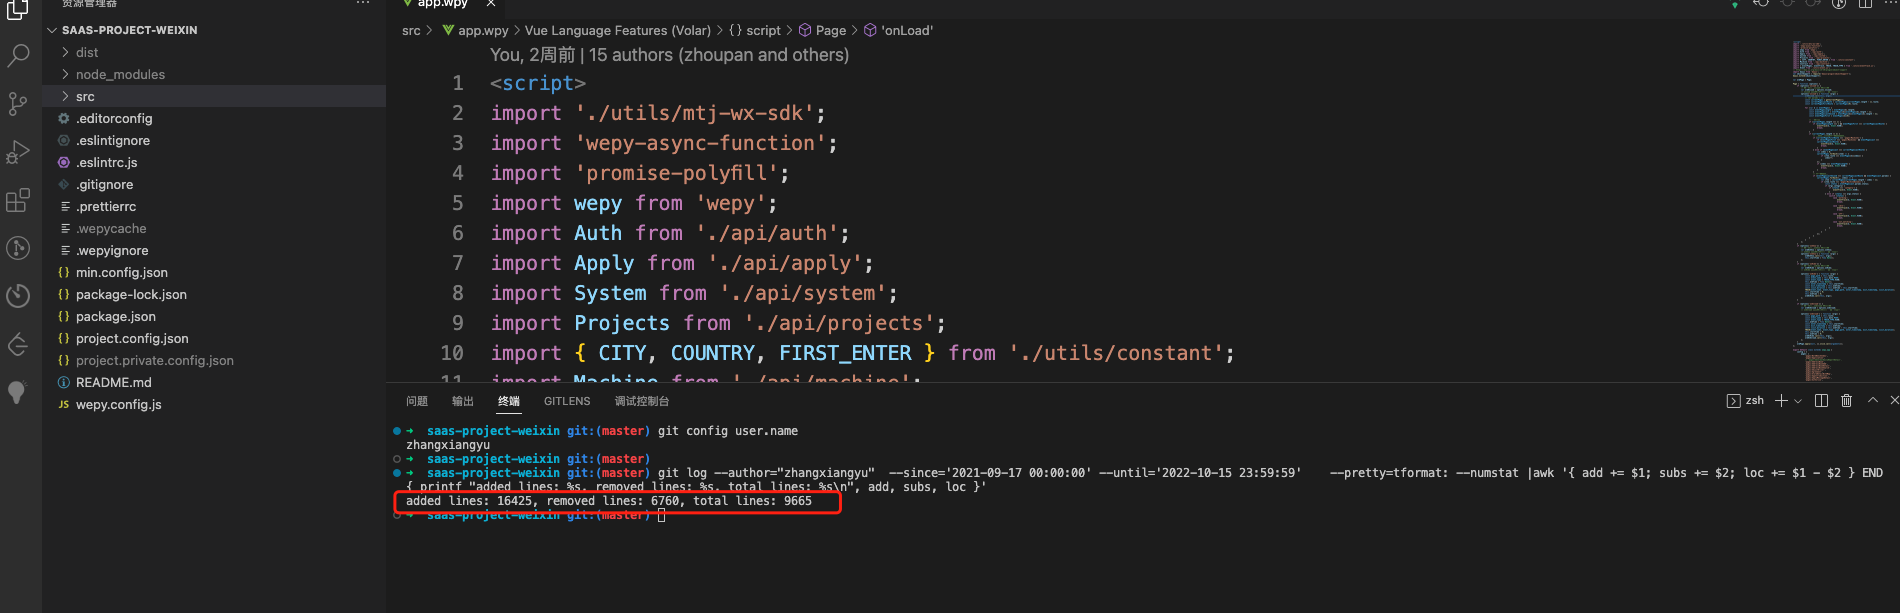 资源管理器
SAAS-PROJECT-WEIXIN
dist
node_modules
src
.editorconfig
.eslintignore
.eslintrc.js
.gitignore
.prettierrc
.wepycache
.wepyignore
min.config.json
package-lock.json
package.json
project.config.json
project.private.config.json
README.md
wepy.config.js
app.wpy
src > app.wpy > Vue Language Features (Volar) > {} script > Page > 'onLoad'
You, 2周前 | 15 authors (zhoupan and others)
1 <script>
2 import './utils/mtj-wx-sdk';
3 import 'wepy-async-function';
4 import 'promise-polyfill';
5 import wepy from 'wepy';
6 import Auth from './api/auth';
7 import Apply from './api/apply';
8 import System from './api/system';
9 import Projects from './api/projects';
10 import { CITY, COUNTRY, FIRST_ENTER } from './utils/constant';
11 import Machine from './api/machine';
问题 输出 终端 GITLENS 调试控制台 zsh
➜ saas-project-weixin git:(master) git config user.name
zhangxiangyu
➜ saas-project-weixin git:(master)
➜ saas-project-weixin git:(master) git log --author="zhangxiangyu" --since='2021-09-17 00:00:00' --until='2022-10-15 23:59:59' --pretty=tformat: --numstat |awk '{ add += $1; subs += $2; loc += $1 - $2 } END
{ printf "added lines: %s, removed lines: %s, total lines: %s\n", add, subs, loc }'
added lines: 16425, removed lines: 6760, total lines: 9665
➜ saas-project-weixin git:(master)